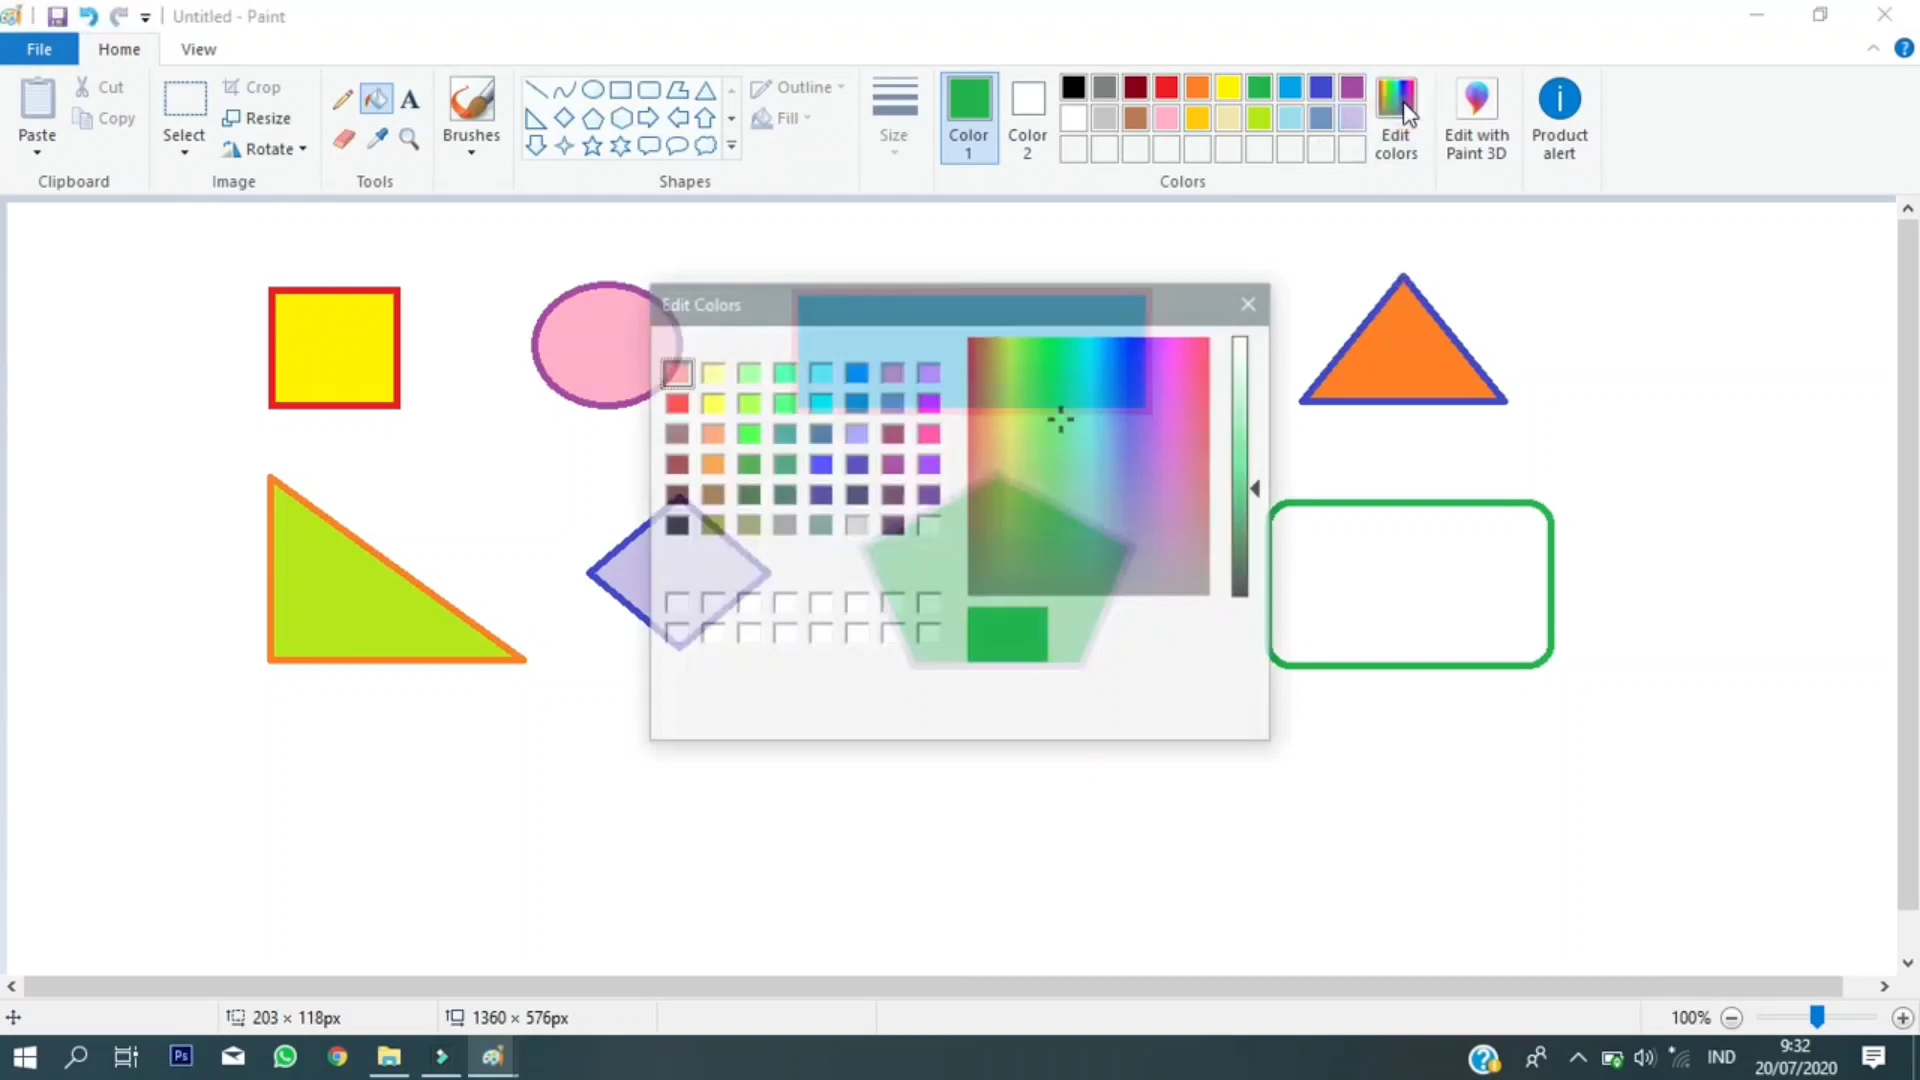 Untitled - Paint
File Home View
Paste
Cut
Copy
Clipboard
Select
Crop
Resize
Rotate
Image
A
Tools
Brushes
Shapes
Outline
Fill
Size
Color
1
Color
2
Edit
colors
Colors
Edit with
Paint 3D
Product
alert
Edit Colors
203 × 118px
1360 × 576px
100%
Ps
IND
9:32
20/07/2020